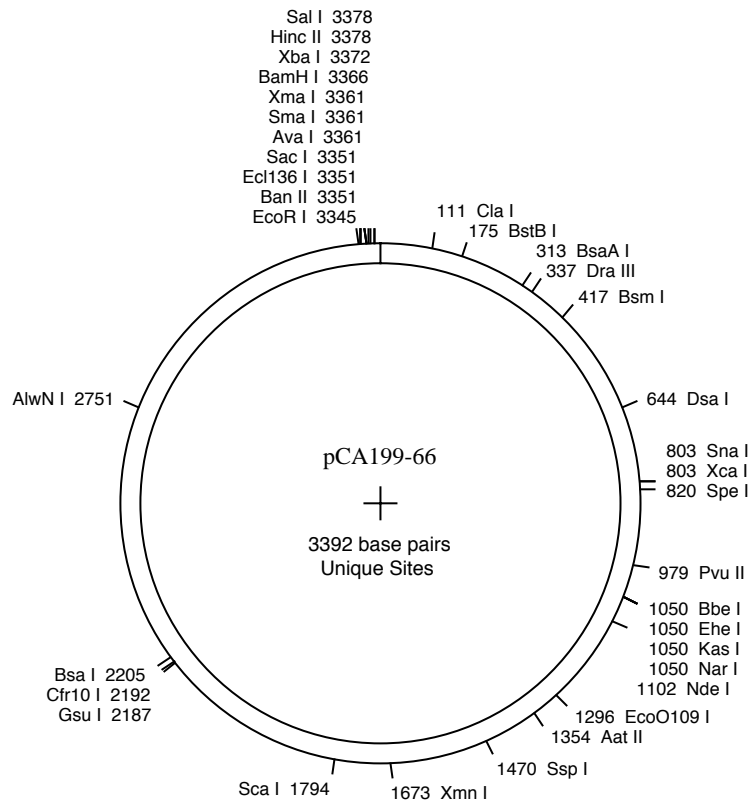 Sal I 3378
Hinc II 3378
Xba I 3372
BamH I 3366
Xma I 3361
Sma I 3361
Ava I 3361
Sac I 3351
Ecl136 I 3351
Ban II 3351
EcoR I 3345
111 Cla I
175 BstB I
313 BsaA I
337 Dra III
417 Bsm I
AlwN I 2751
644 Dsa I
803 Sna I
803 Xca I
820 Spe I
pCA199-66
3392 base pairs
Unique Sites
979 Pvu II
1050 Bbe I
1050 Ehe I
1050 Kas I
1050 Nar I
1102 Nde I
Bsa I 2205
Cfr10 I 2192
Gsu I 2187
1296 EcoO109 I
1354 Aat II
1470 Ssp I
Sca I 1794
1673 Xmn I